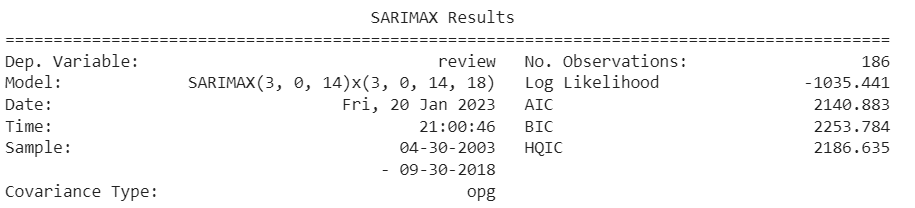 SARIMAX Results
==========================================================================================
Dep. Variable: review No. Observations: 186
Model: SARIMAX(3, 0, 14)x(3, 0, 14, 18) Log Likelihood -1035.441
Date: Fri, 20 Jan 2023 AIC 2140.883
Time: 21:00:46 BIC 2253.784
Sample: 04-30-2003 HQIC 2186.635
- 09-30-2018
Covariance Type: opg